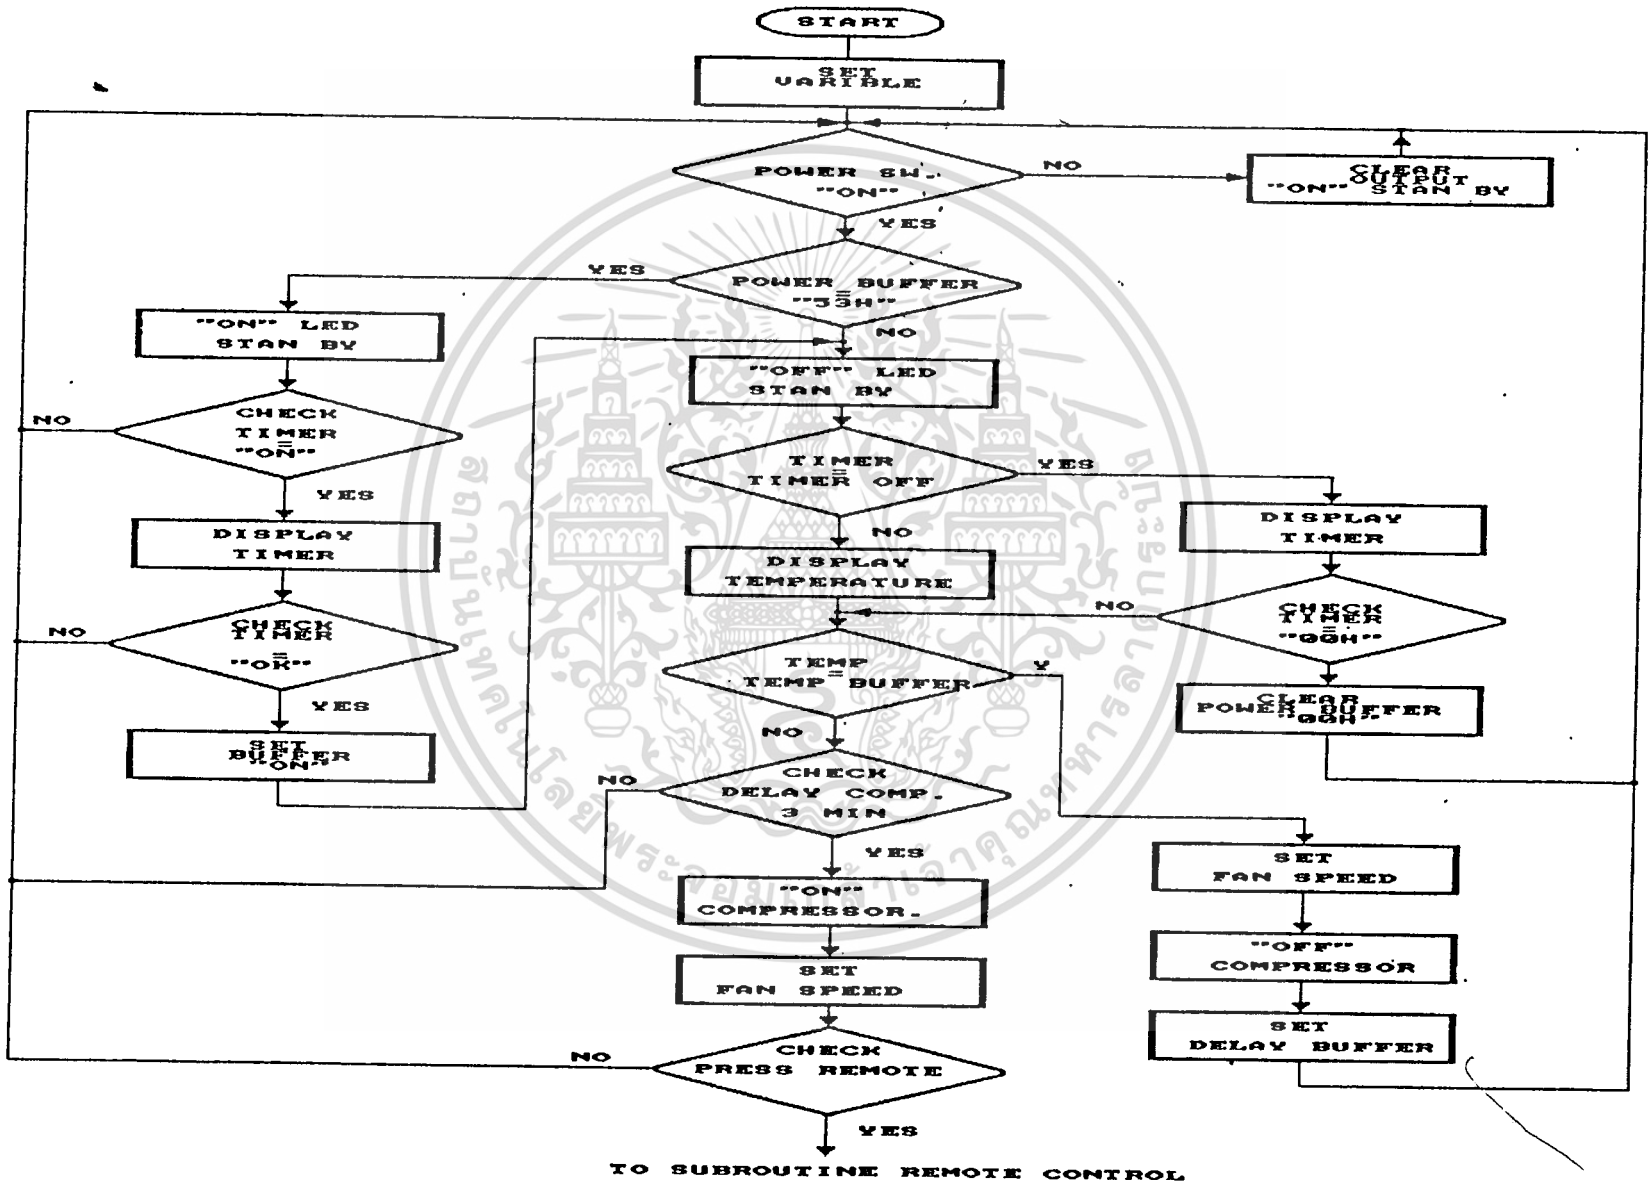 START
SET
VARIBLE
POWER SW.
"ON"
NO
CLEAR
OUTPUT
"ON" STAN BY
YES
YES
POWER BUFFER
=
"53H"
NO
"ON" LED
STAN BY
"OFF" LED
STAN BY
NO
CHECK
TIMER
=
"ON"
TIMER
=
TIMER OFF
YES
YES
DISPLAY
TIMER
NO
DISPLAY
TIMER
DISPLAY
TEMPERATURE
NO
CHECK
TIMER
=
"00H"
NO
CHECK
TIMER
=
"OK"
TEMP
=
TEMP BUFFER
Y
CLEAR
POWER BUFFER
"00H"
YES
NO
SET
BUFFER
"ON"
NO
CHECK
DELAY COMP.
3 MIN
YES
SET
FAN SPEED
"ON"
COMPRESSOR.
"OFF"
COMPRESSOR
SET
FAN SPEED
SET
DELAY BUFFER
NO
CHECK
PRESS REMOTE
YES
TO SUBROUTINE REMOTE CONTROL